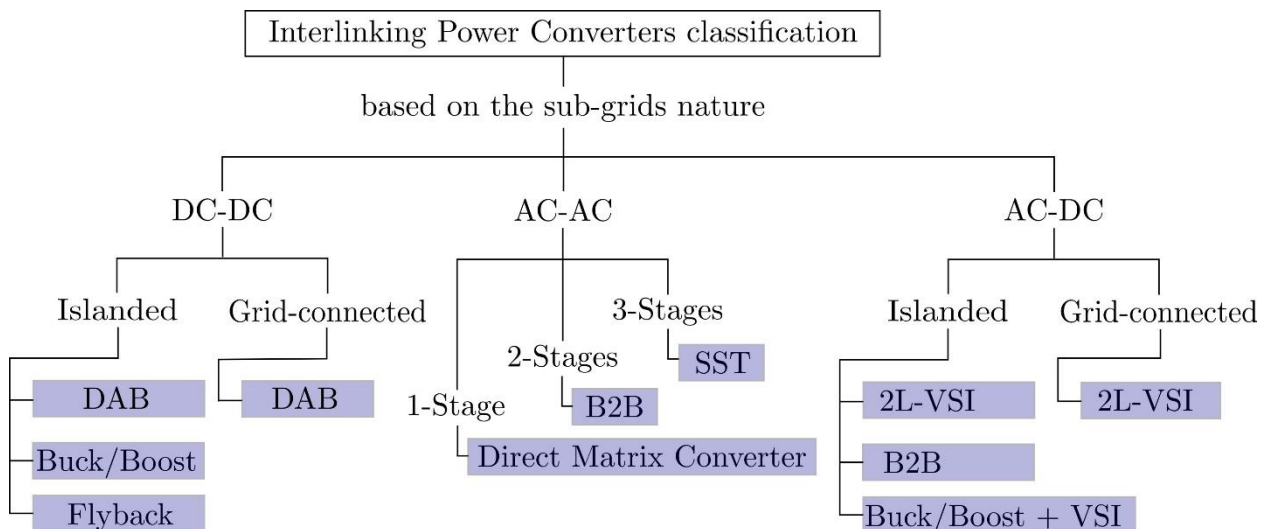 Interlinking Power Converters classification
based on the sub-grids nature
DC-DC
AC-AC
AC-DC
Islanded
Grid-connected
DAB
DAB
Buck/Boost
Flyback
3-Stages
SST
2-Stages
B2B
1-Stage
Direct Matrix Converter
Islanded
Grid-connected
2L-VSI
2L-VSI
B2B
Buck/Boost + VSI